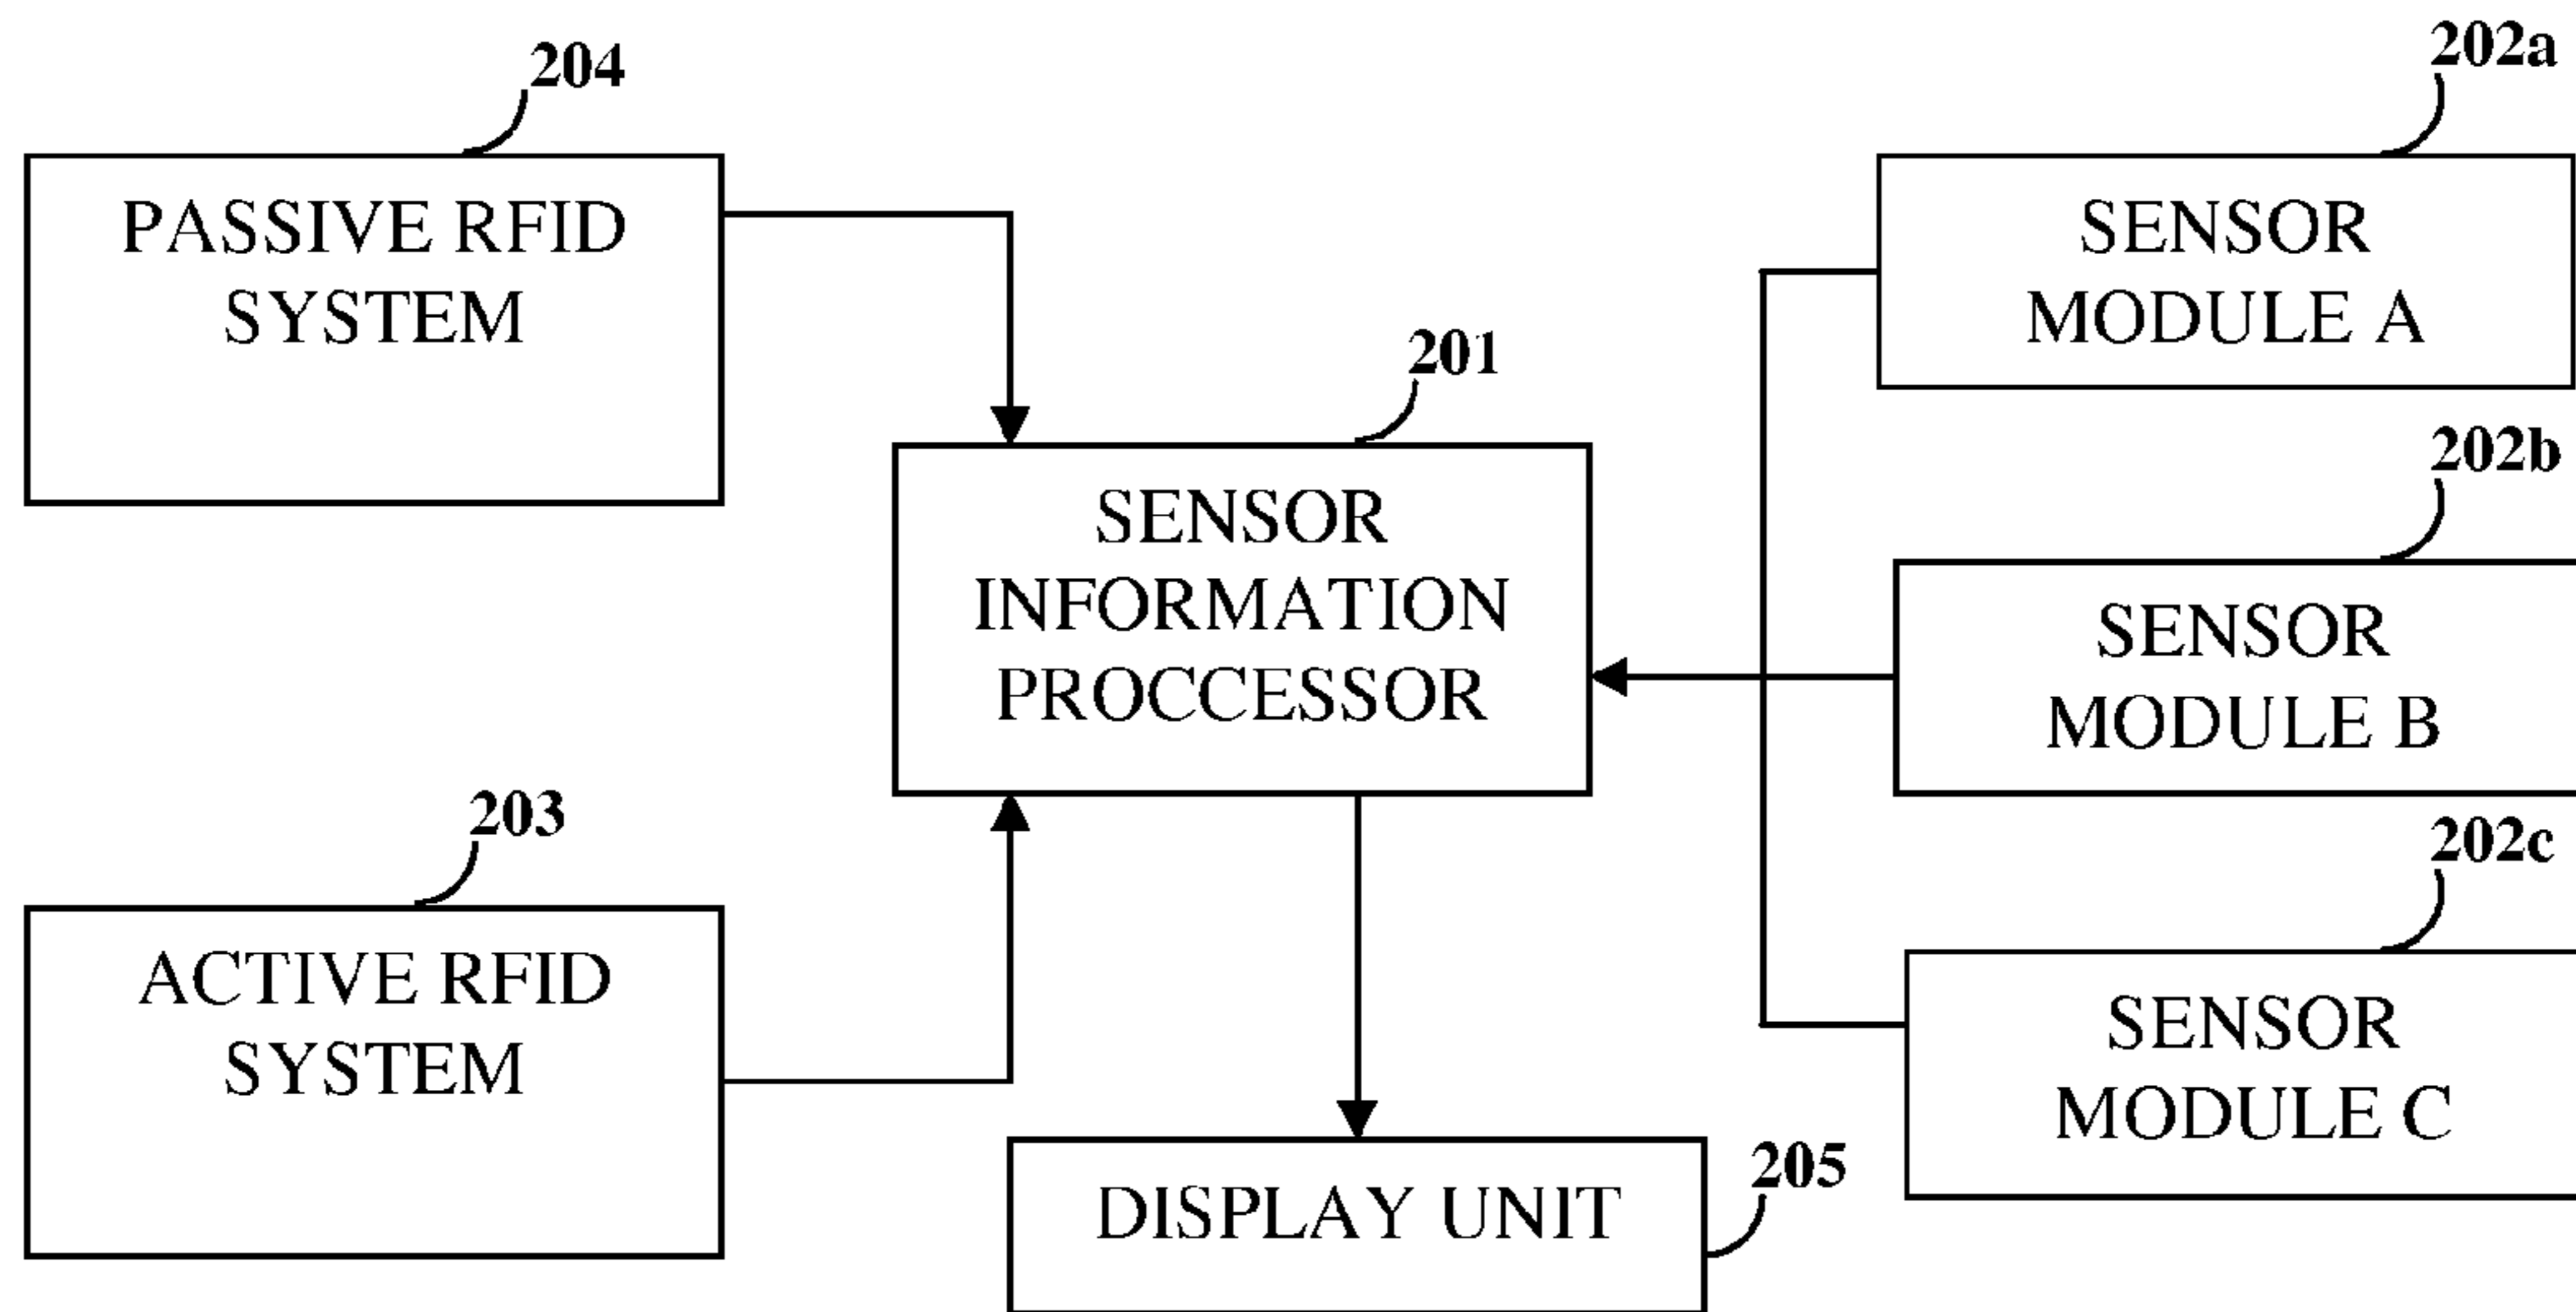 204
PASSIVE RFID
SYSTEM
202a
SENSOR
MODULE A
201
SENSOR
INFORMATION
PROCCESSOR
202b
SENSOR
MODULE B
203
ACTIVE RFID
SYSTEM
202c
SENSOR
MODULE C
205
DISPLAY UNIT